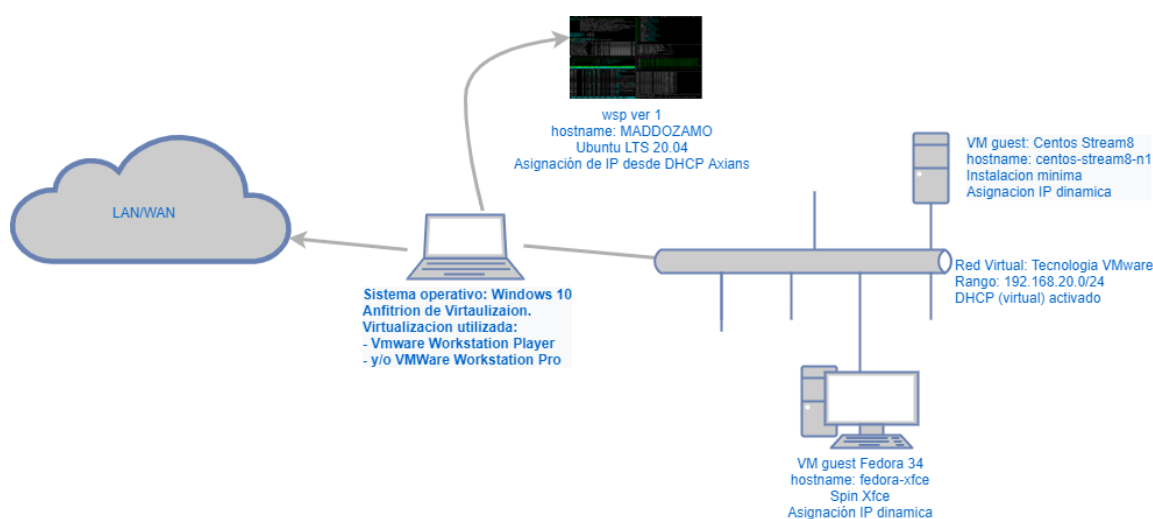 wsp ver 1
hostname: MADDOZAMO
Ubuntu LTS 20.04
Asignación de IP desde DHCP Axians
VM guest: Centos Stream8
hostname: centos-stream8-n1
Instalacion minima
Asignacion IP dinamica
LAN/WAN
Red Virtual: Tecnologia VMware
Rango: 192.168.20.0/24
DHCP (virtual) activado
Sistema operativo: Windows 10
Anfitrion de Virtaulizaion.
Virtualizacion utilizada:
- Vmware Workstation Player
- y/o VMWare Workstation Pro
VM guest Fedora 34
hostname: fedora-xfce
Spin Xfce
Asignación IP dinamica